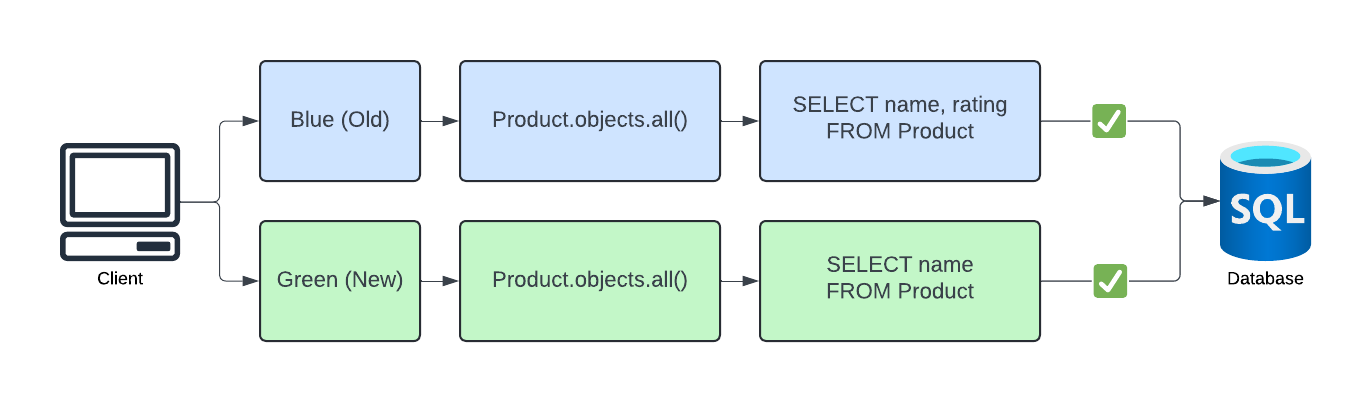 Blue (Old)
Product.objects.all()
SELECT name, rating
FROM Product
Client
Green (New)
Product.objects.all()
SELECT name
FROM Product
SQL
Database